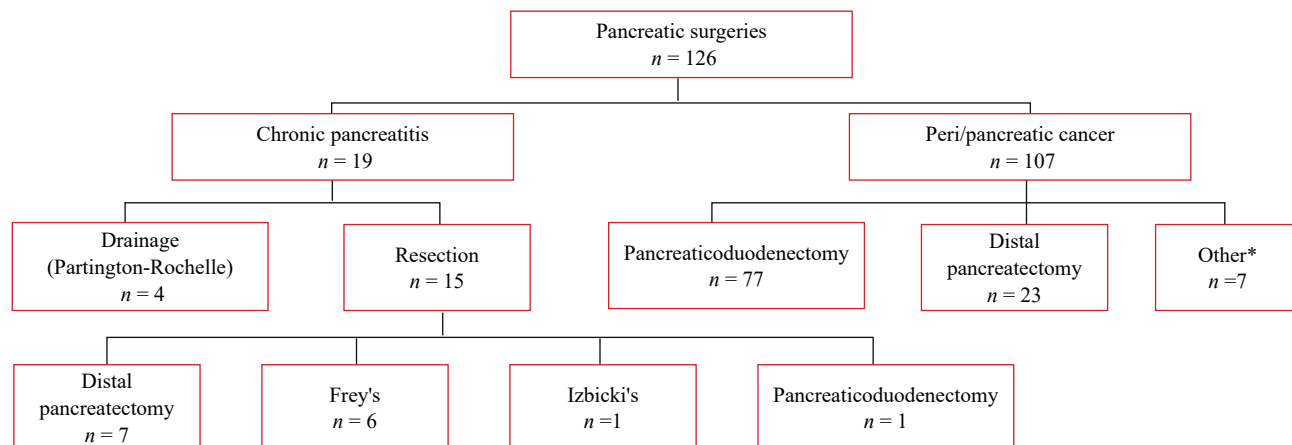 Pancreatic surgeries
n = 126
Chronic pancreatitis
n = 19
Peri/pancreatic cancer
n = 107
Drainage
(Partington-Rochelle)
n = 4
Resection
n = 15
Pancreaticoduodenectomy
n = 77
Distal
pancreatectomy
n = 23
Other*
n =7
Distal
pancreatectomy
n = 7
Frey's
n = 6
Izbicki's
n =1
Pancreaticoduodenectomy
n = 1